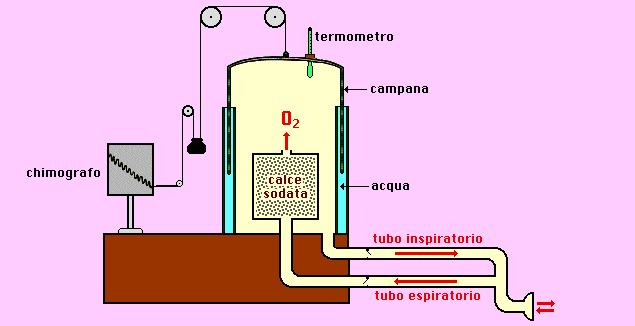 termometro
campana
O₂
chimografo
calce
sodata
acqua
tubo inspiratorio
tubo espiratorio